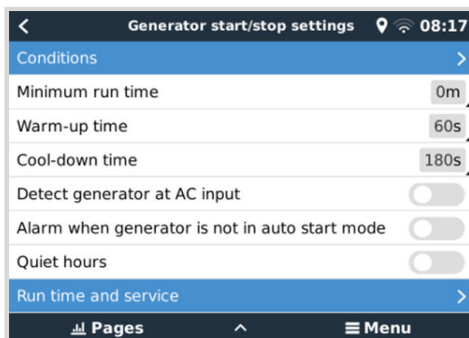 Generator start/stop settings 08:17
Conditions
Minimum run time 0m
Warm-up time 60s
Cool-down time 180s
Detect generator at AC input
Alarm when generator is not in auto start mode
Quiet hours
Run time and service
Pages Menu